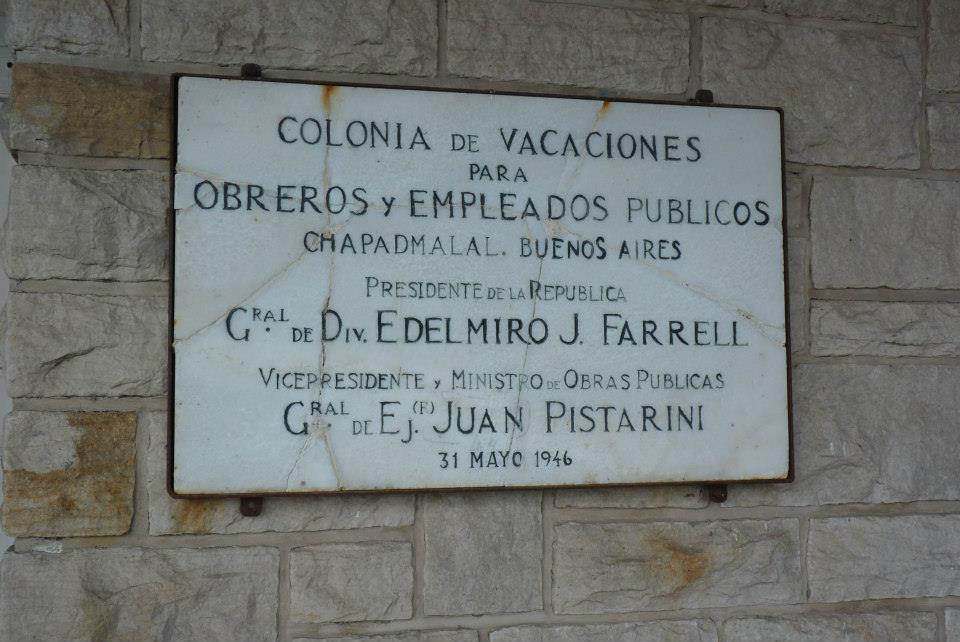 COLONIA DE VACACIONES
PARA
OBREROS Y EMPLEADOS PUBLICOS
CHAPADMALAL. BUENOS AIRES
PRESIDENTE DE LA REPUBLICA
GRAL. DE DIV. EDELMIRO J. FARRELL
VICEPRESIDENTE Y MINISTRO DE OBRAS PUBLICAS
GRAL. DE EJ. (R) JUAN PISTARINI
31 MAYO 1946